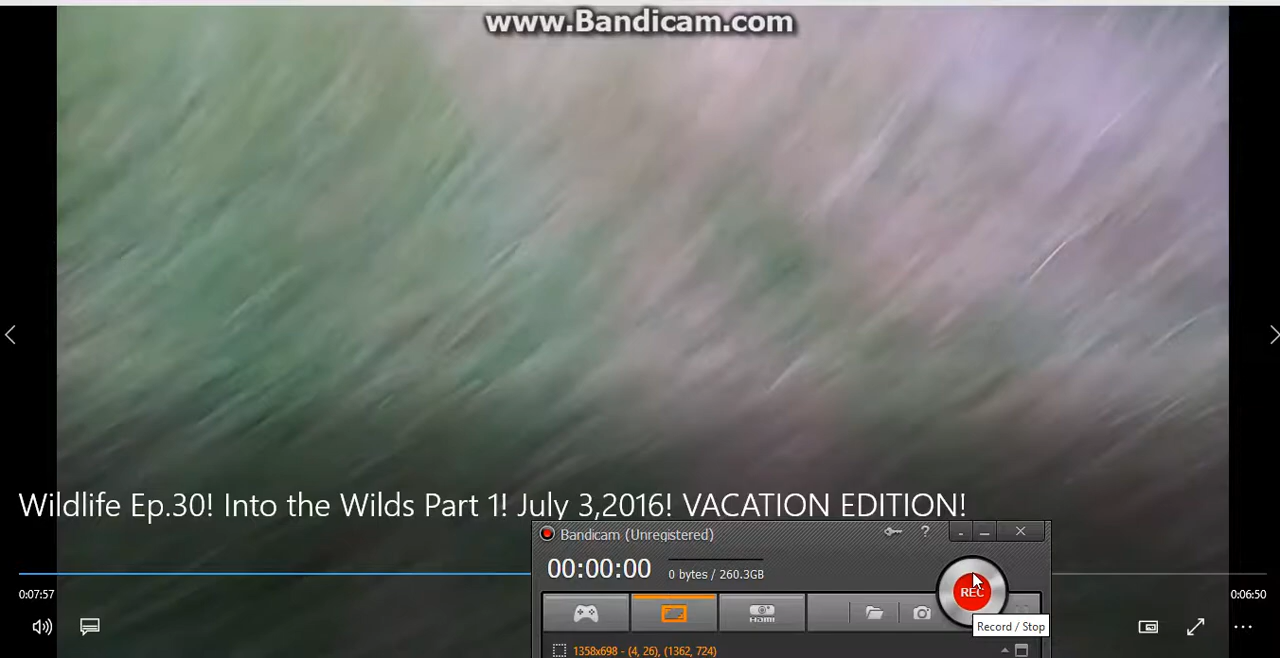 www.Bandicam.com
Wildlife Ep.30! Into the Wilds Part 1! July 3,2016! VACATION EDITION!
Bandicam (Unregistered)
?
00:00:00
0 bytes / 260.3GB
REC
0:07:57
0:06:50
HDMI
Record / Stop
1358x698 - (4, 26), (1362, 724)